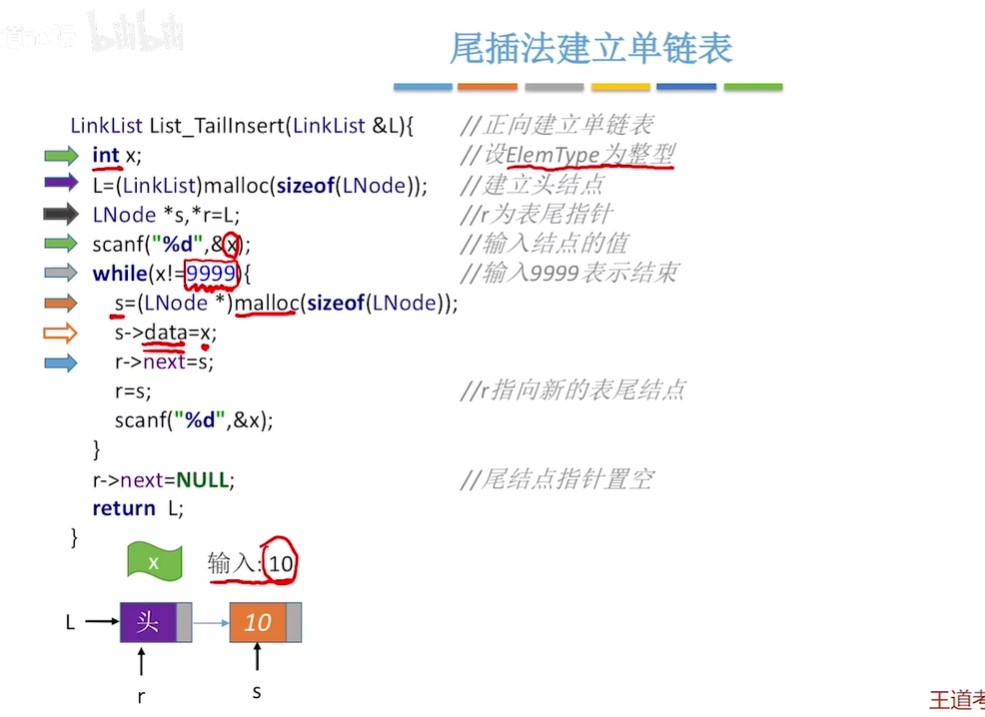 bilibili
尾插法建立单链表
LinkList List_TailInsert(LinkList &L){ //正向建立单链表
int x; //设ElemType为整型
L=(LinkList)malloc(sizeof(LNode)); //建立头结点
LNode *s,*r=L; //r为表尾指针
scanf("%d",&x); //输入结点的值
while(x!=9999){ //输入9999表示结束
s=(LNode *)malloc(sizeof(LNode));
s->data=x;
r->next=s;
r=s; //r指向新的表尾结点
scanf("%d",&x);
}
r->next=NULL; //尾结点指针置空
return L;
}
x 输入:10
L 头 10
r s
王道考